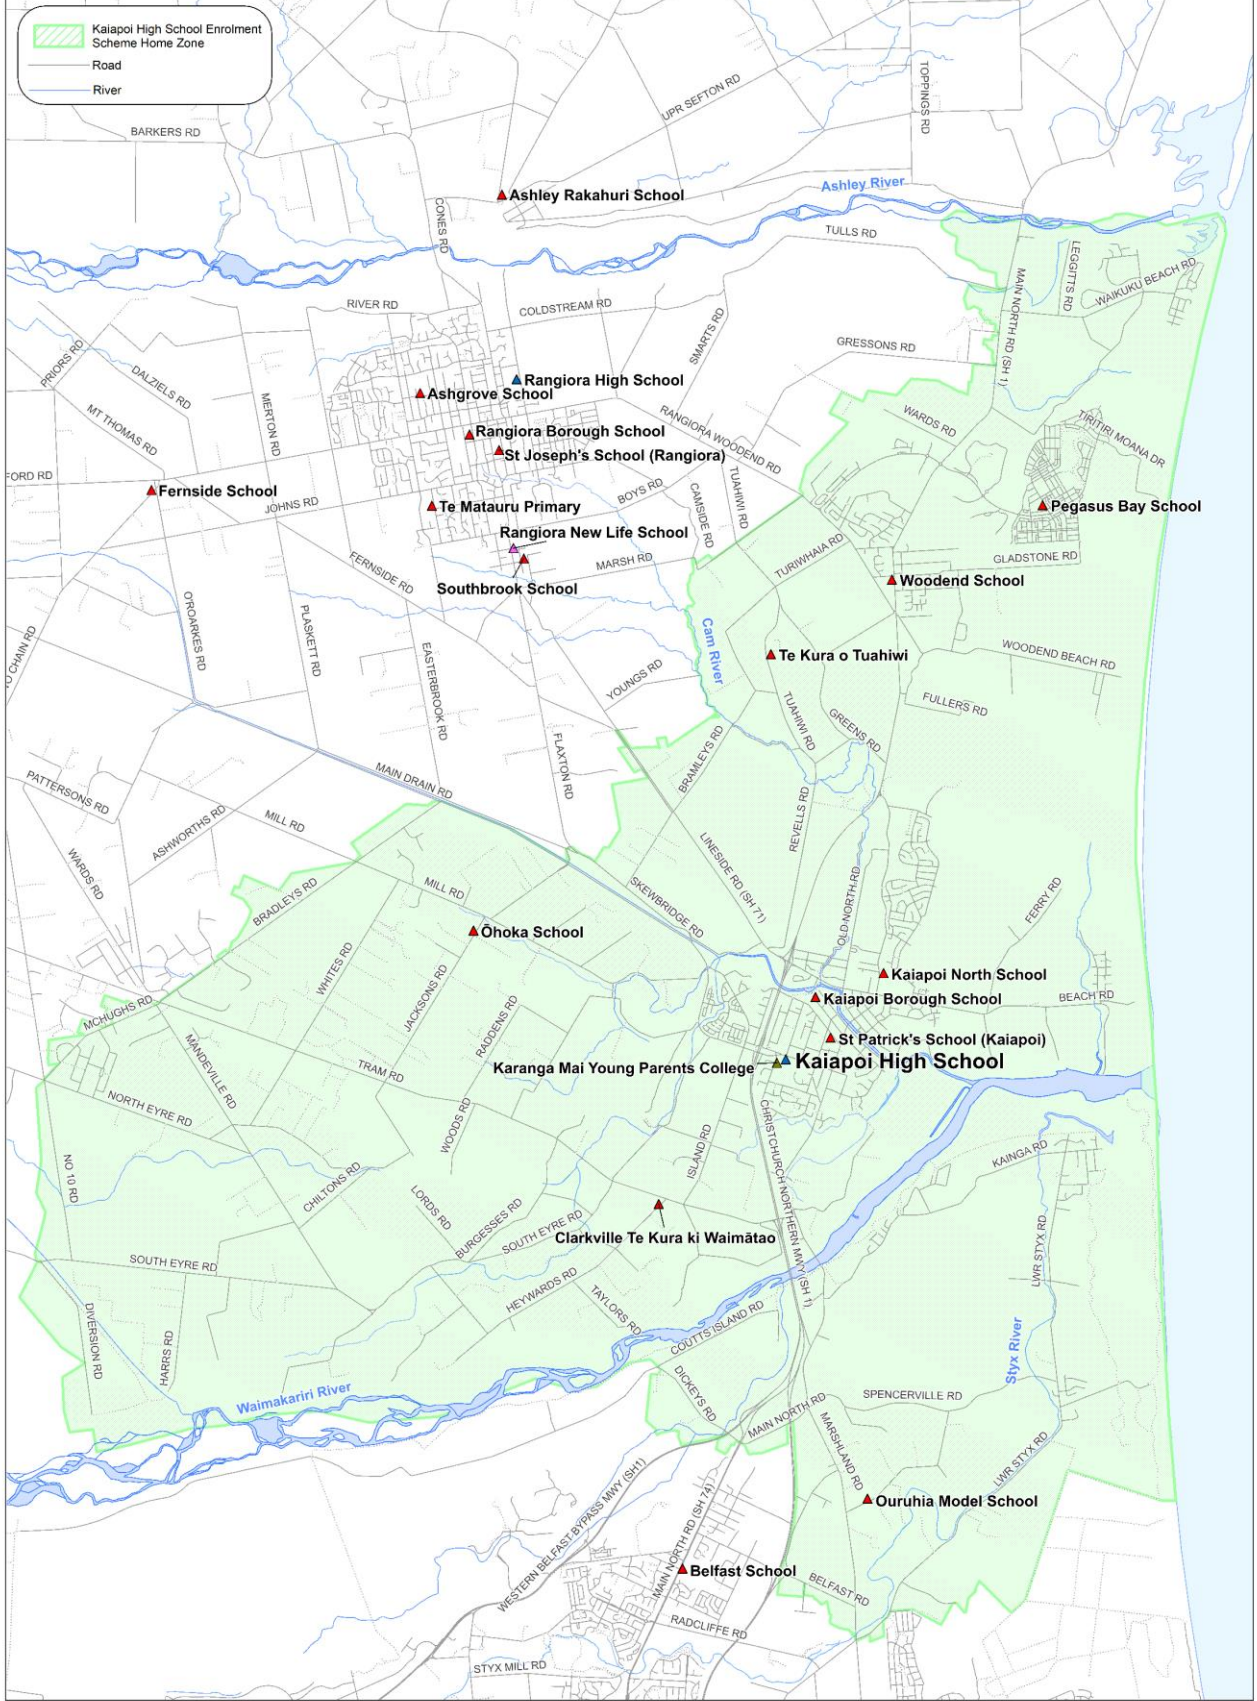 Kaiapoi High School Enrolment
Scheme Home Zone
Road
River
BARKERS RD
UPR SEFTON RD
TOPPINGS RD
Ashley Rakahuri School
Ashley River
CONES RD
TULLS RD
LEGGITTS RD
WAIKUKU BEACH RD
MAIN NORTH RD (SH 1)
RIVER RD
COLDSTREAM RD
SMARTS RD
GRESSONS RD
PRIORS RD
DALZIELS RD
Rangiora High School
Ashgrove School
MERTON RD
MT THOMAS RD
RANGIORA WOODEND RD
WARDS RD
TIRITIRI MOANA DR
Rangiora Borough School
St Joseph's School (Rangiora)
FORD RD
Fernside School
JOHNS RD
Te Matauru Primary
BOYS RD
CAMSIDE RD
TUAHIWI RD
Pegasus Bay School
Rangiora New Life School
TURIWHAIA RD
GLADSTONE RD
FERNSIDE RD
MARSH RD
Southbrook School
Woodend School
O'ROARKES RD
PLASKETT RD
Cam River
Te Kura o Tuahiwi
WOODEND BEACH RD
O CHAIN RD
EASTERBROOK RD
YOUNGS RD
TUAHIWI RD
GREENS RD
FULLERS RD
FLAXTON RD
BRAMLEYS RD
MAIN DRAIN RD
PATTERSONS RD
ASHWORTHS RD
MILL RD
REVELLS RD
LINESIDE RD (SH 71)
WARDS RD
BRADLEYS RD
MILL RD
SKEWBRIDGE RD
OLD NORTH RD
FERRY RD
Ōhoka School
WHITES RD
JACKSONS RD
Kaiapoi North School
MCHUGHS RD
RADDENS RD
Kaiapoi Borough School
BEACH RD
MANDEVILLE RD
St Patrick's School (Kaiapoi)
TRAM RD
Karanga Mai Young Parents College
Kaiapoi High School
NORTH EYRE RD
WOODS RD
CHRISTCHURCH NORTHERN MWY (SH 1)
ISLAND RD
KAINGA RD
NO 10 RD
CHILTONS RD
LORDS RD
BURGESSES RD
SOUTH EYRE RD
LWR STYX RD
Clarkville Te Kura ki Waimātao
SOUTH EYRE RD
HEYWARDS RD
TAYLORS RD
DIVERSION RD
HARRS RD
COUTTS ISLAND RD
Styx River
Waimakariri River
DICKEYS RD
MAIN NORTH RD
SPENCERVILLE RD
MARSHLAND RD
LWR STYX RD
WESTERN BELFAST BYPASS MWY (SH1)
MAIN NORTH RD (SH 74)
Ouruhia Model School
Belfast School
BELFAST RD
RADCLIFFE RD
STYX MILL RD